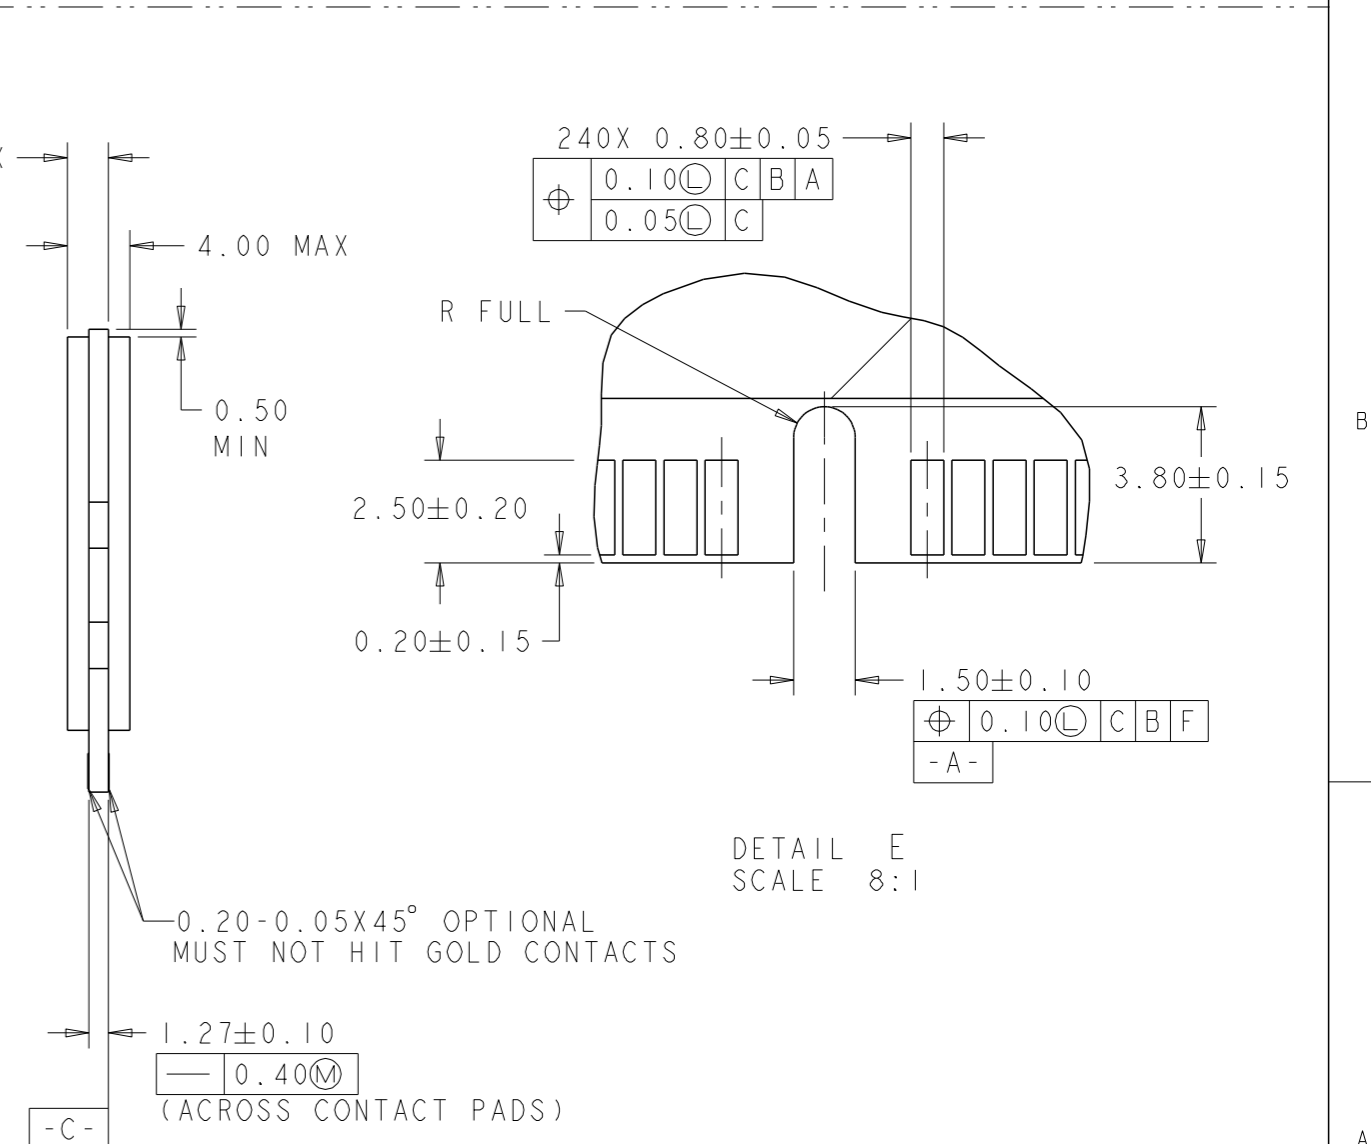 240X 0.80±0.05
0.10Ⓛ C B A
0.05Ⓛ C
X
4.00 MAX
R FULL
0.50
MIN
B
3.80±0.15
2.50±0.20
0.20±0.15
1.50±0.10
0.10Ⓛ C B F
-A-
DETAIL E
SCALE 8:1
0.20-0.05X45° OPTIONAL
MUST NOT HIT GOLD CONTACTS
1.27±0.10
0.40Ⓜ
(ACROSS CONTACT PADS)
-C-
A